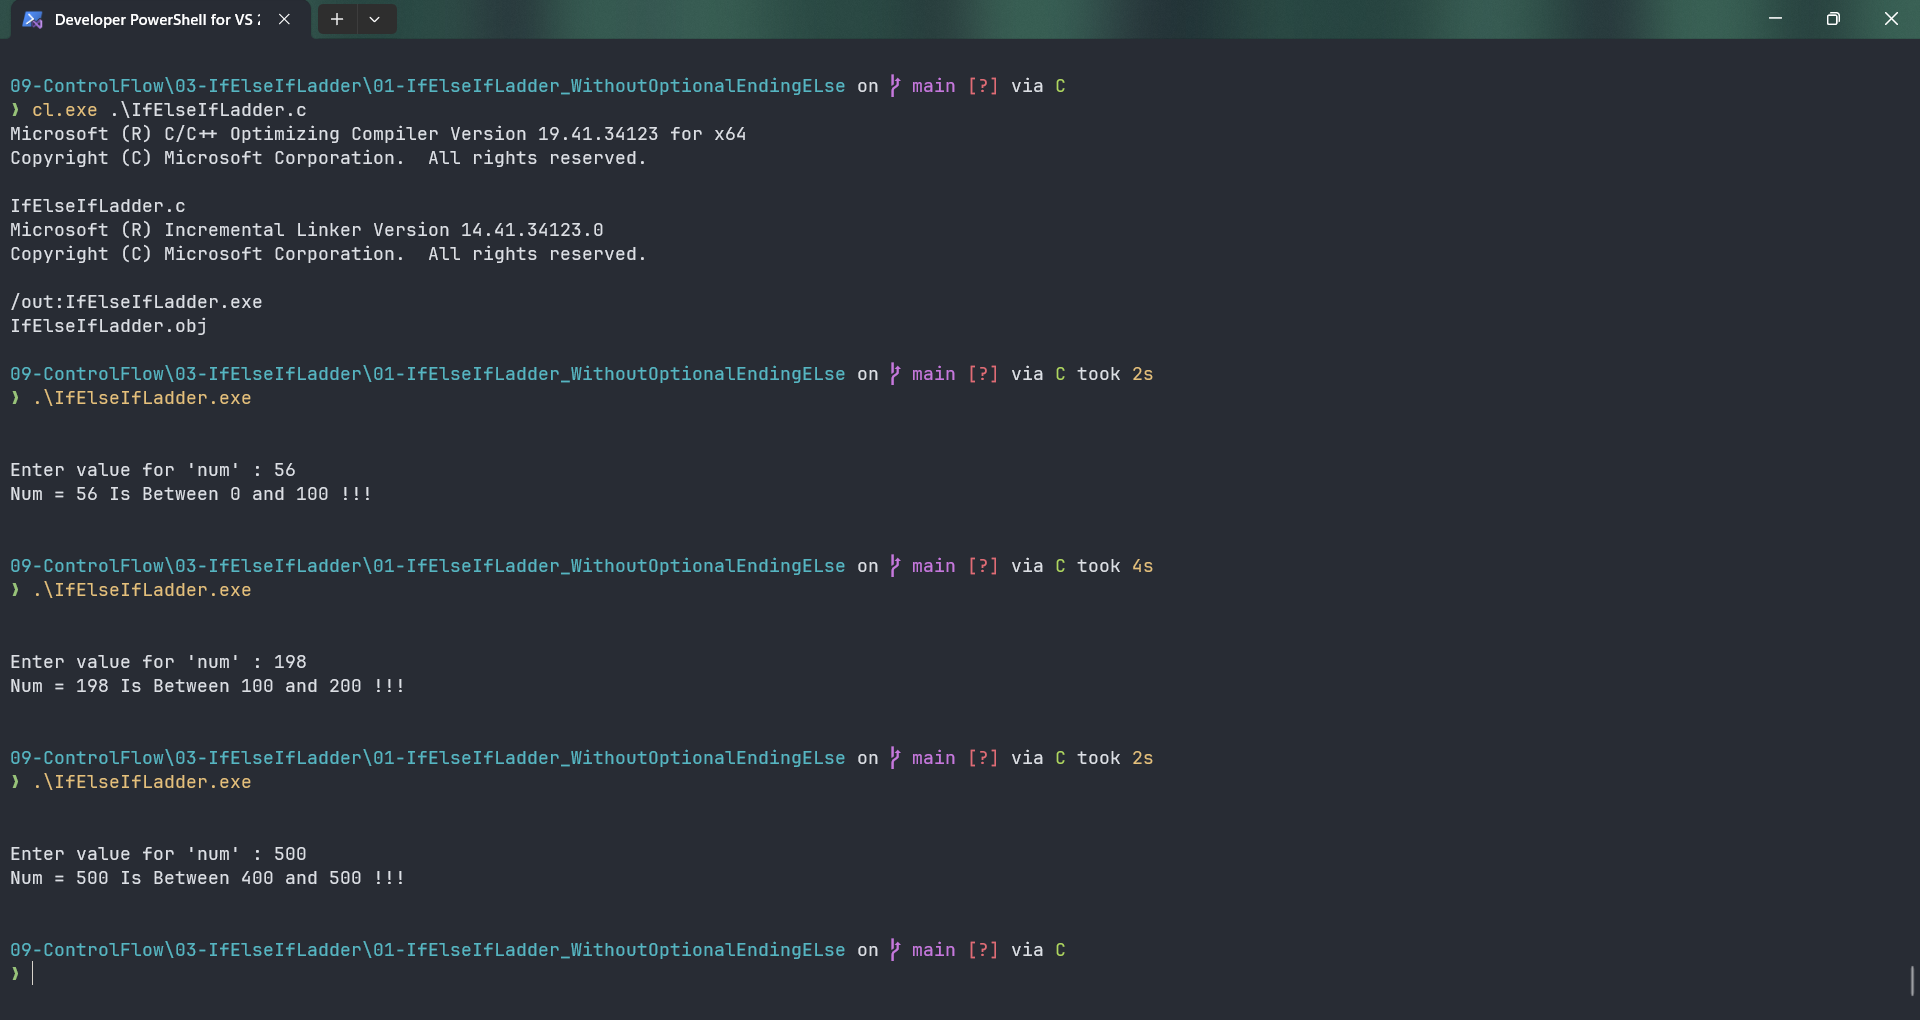 Developer PowerShell for VS
09-ControlFlow\03-IfElseIfLadder\01-IfElseIfLadder_WithoutOptionalEndingELse on main [?] via C
❯ cl.exe .\IfElseIfLadder.c
Microsoft (R) C/C++ Optimizing Compiler Version 19.41.34123 for x64
Copyright (C) Microsoft Corporation.  All rights reserved.
IfElseIfLadder.c
Microsoft (R) Incremental Linker Version 14.41.34123.0
Copyright (C) Microsoft Corporation.  All rights reserved.
/out:IfElseIfLadder.exe
IfElseIfLadder.obj
09-ControlFlow\03-IfElseIfLadder\01-IfElseIfLadder_WithoutOptionalEndingELse on main [?] via C took 2s
❯ .\IfElseIfLadder.exe
Enter value for 'num' : 56
Num = 56 Is Between 0 and 100 !!!
09-ControlFlow\03-IfElseIfLadder\01-IfElseIfLadder_WithoutOptionalEndingELse on main [?] via C took 4s
❯ .\IfElseIfLadder.exe
Enter value for 'num' : 198
Num = 198 Is Between 100 and 200 !!!
09-ControlFlow\03-IfElseIfLadder\01-IfElseIfLadder_WithoutOptionalEndingELse on main [?] via C took 2s
❯ .\IfElseIfLadder.exe
Enter value for 'num' : 500
Num = 500 Is Between 400 and 500 !!!
09-ControlFlow\03-IfElseIfLadder\01-IfElseIfLadder_WithoutOptionalEndingELse on main [?] via C
❯